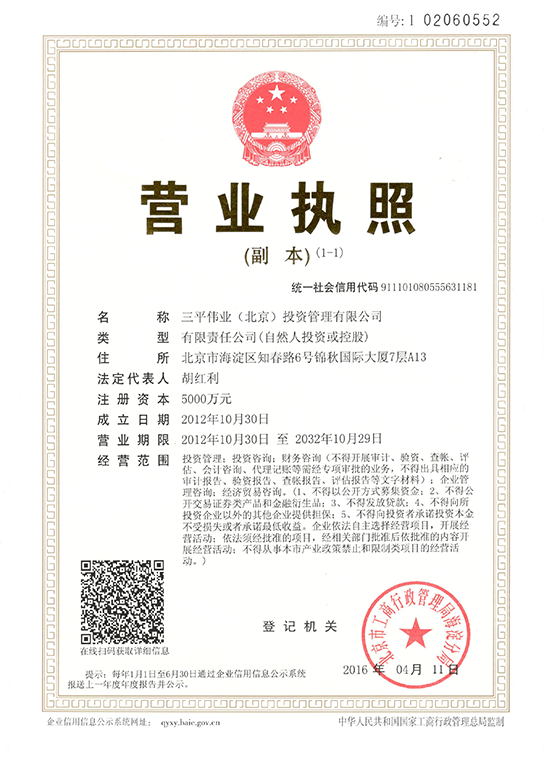 编号:1 02060552
营业执照
(副 本)(1-1)
统一社会信用代码 911101080555631181
名 称 三平伟业（北京）投资管理有限公司
类 型 有限责任公司(自然人投资或控股)
住 所 北京市海淀区知春路6号锦秋国际大厦7层A13
法定代表人 胡红利
注册资本 5000万元
成立日期 2012年10月30日
营业期限 2012年10月30日 至 2032年10月29日
经营范围 投资管理；投资咨询；财务咨询（不得开展审计、验资、查帐、评
估、会计咨询、代理记账等需经专项审批的业务，不得出具相应的
审计报告、验资报告、查帐报告、评估报告等文字材料）；企业管
理咨询；经济贸易咨询。（1、不得以公开方式募集资金；2、不得公
开交易证券类产品和金融衍生品；3、不得发放贷款；4、不得向所
投资企业以外的其他企业提供担保；5、不得向投资者承诺投资本金
不受损失或者承诺最低收益。企业依法自主选择经营项目，开展经
营活动；依法须经批准的项目，经相关部门批准后依批准的内容开
展经营活动；不得从事本市产业政策禁止和限制类项目的经营活
动。）
在线扫码获取详细信息
登记机关
北京市工商行政管理局海淀分局
2016 年 04月 11日
提示：每年1月1日至6月30日通过企业信用信息公示系统
报送上一年度年度报告并公示。
企业信用信息公示系统网址： qyxy.baic.gov.cn
中华人民共和国国家工商行政管理总局监制